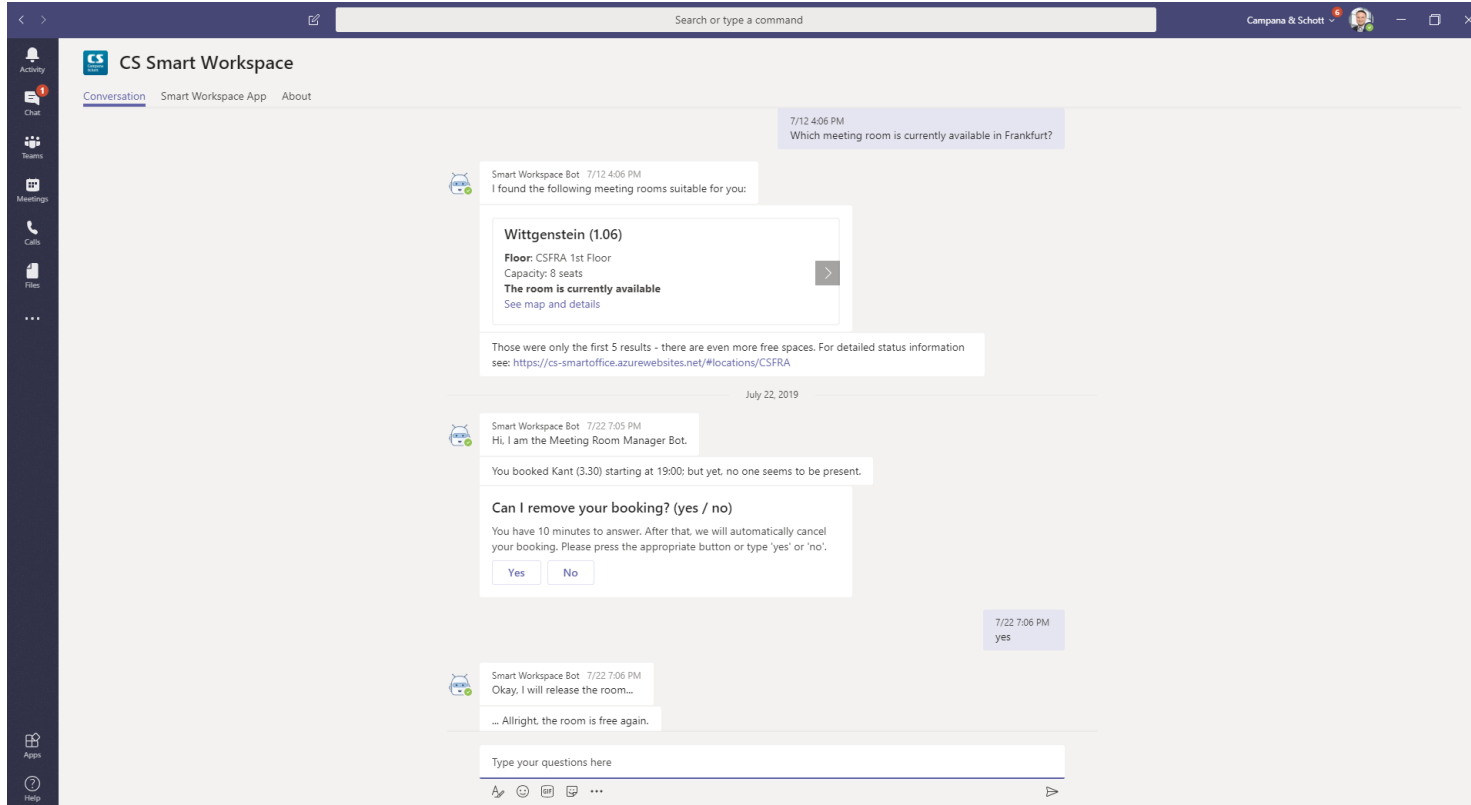 Search or type a command
Campana & Schott
6
Activity
1
Chat
Teams
Meetings
Calls
Files
Apps
Help
CS
CS Smart Workspace
Conversation Smart Workspace App About
7/12 4:06 PM
Which meeting room is currently available in Frankfurt?
Smart Workspace Bot 7/12 4:06 PM
I found the following meeting rooms suitable for you:
Wittgenstein (1.06)
Floor: CSFRA 1st Floor
Capacity: 8 seats
The room is currently available
See map and details
Those were only the first 5 results - there are even more free spaces. For detailed status information
see: https://cs-smartoffice.azurewebsites.net/#locations/CSFRA
July 22, 2019
Smart Workspace Bot 7/22 7:05 PM
Hi, I am the Meeting Room Manager Bot.
You booked Kant (3.30) starting at 19:00; but yet, no one seems to be present.
Can I remove your booking? (yes / no)
You have 10 minutes to answer. After that, we will automatically cancel
your booking. Please press the appropriate button or type 'yes' or 'no'.
Yes No
7/22 7:06 PM
yes
Smart Workspace Bot 7/22 7:06 PM
Okay, I will release the room...
... Allright, the room is free again.
Type your questions here
GIF